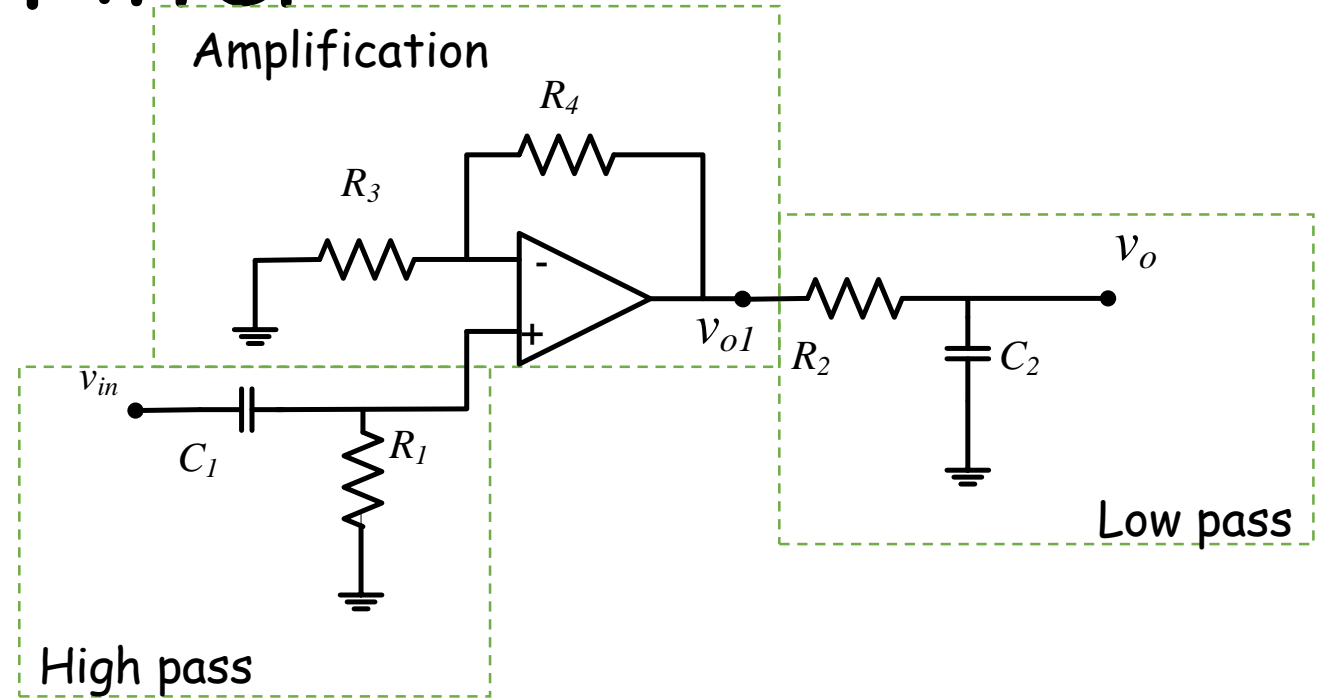 Amplification
R4
R3
-
+
vo1
vo
R2
C2
vin
C1
R1
Low pass
High pass